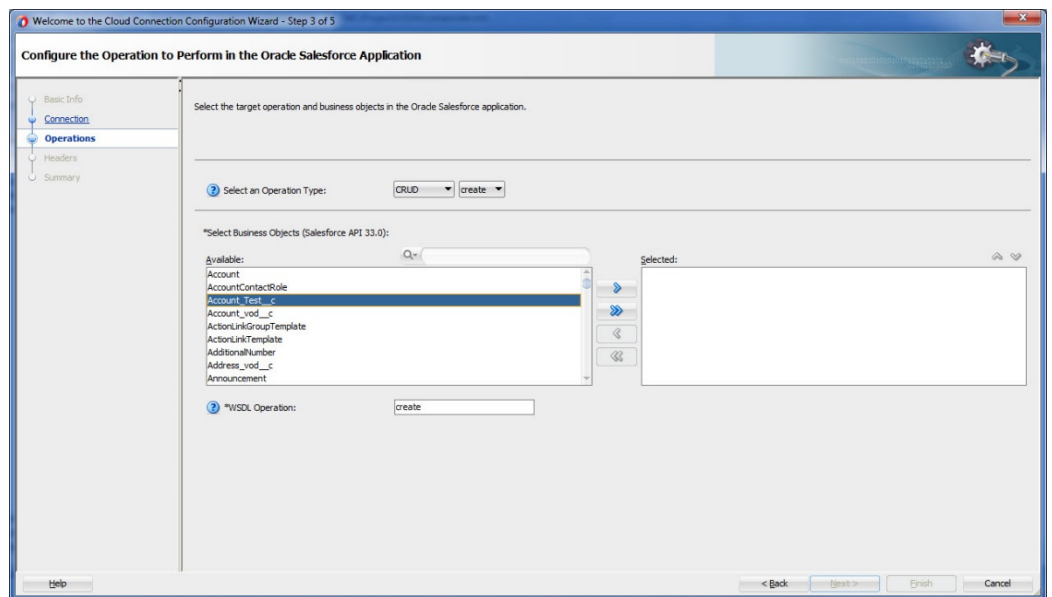 Welcome to the Cloud Connection Configuration Wizard - Step 3 of 5
Configure the Operation to Perform in the Oracle Salesforce Application
Basic Info
Connection
Operations
Headers
Summary
Select the target operation and business objects in the Oracle Salesforce application.
Select an Operation Type: CRUD create
*Select Business Objects (Salesforce API 33.0):
Available: Selected:
Account
AccountContactRole
Account_Test__c
Account_vod__c
ActionLinkGroupTemplate
ActionLinkTemplate
AdditionalNumber
Address_vod__c
Announcement
*WSDL Operation: create
Help < Back Next > Finish Cancel